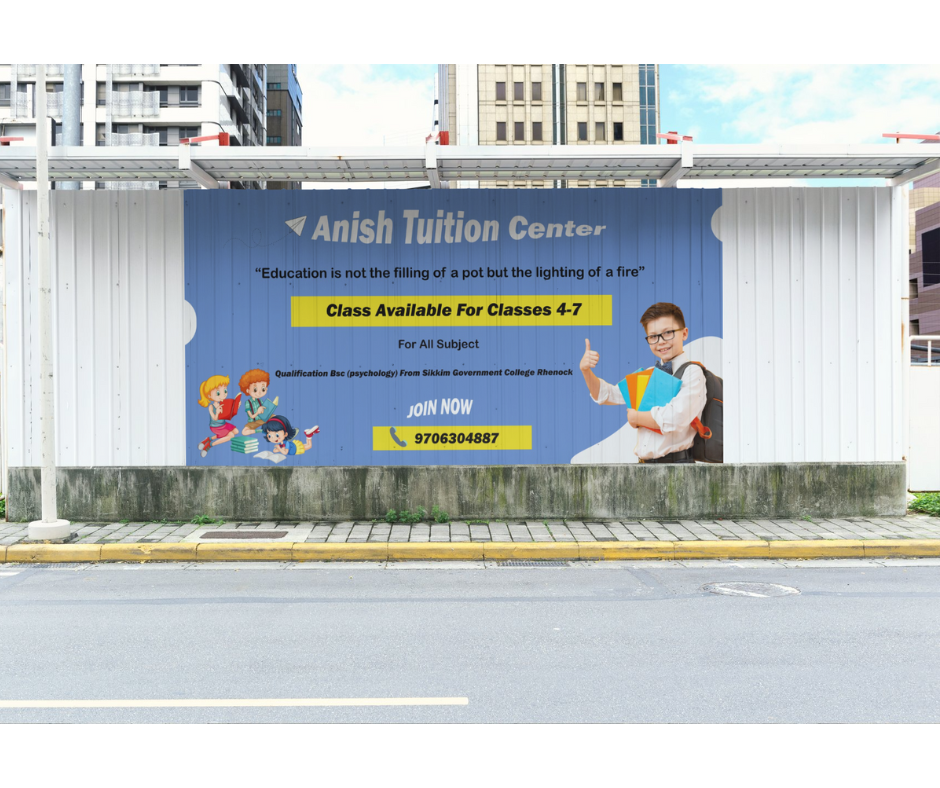 Anish Tuition Center
“Education is not the filling of a pot but the lighting of a fire”
Class Available For Classes 4-7
For All Subject
Qualification Bsc (psychology) From Sikkim Government College Rhenock
JOIN NOW
9706304887